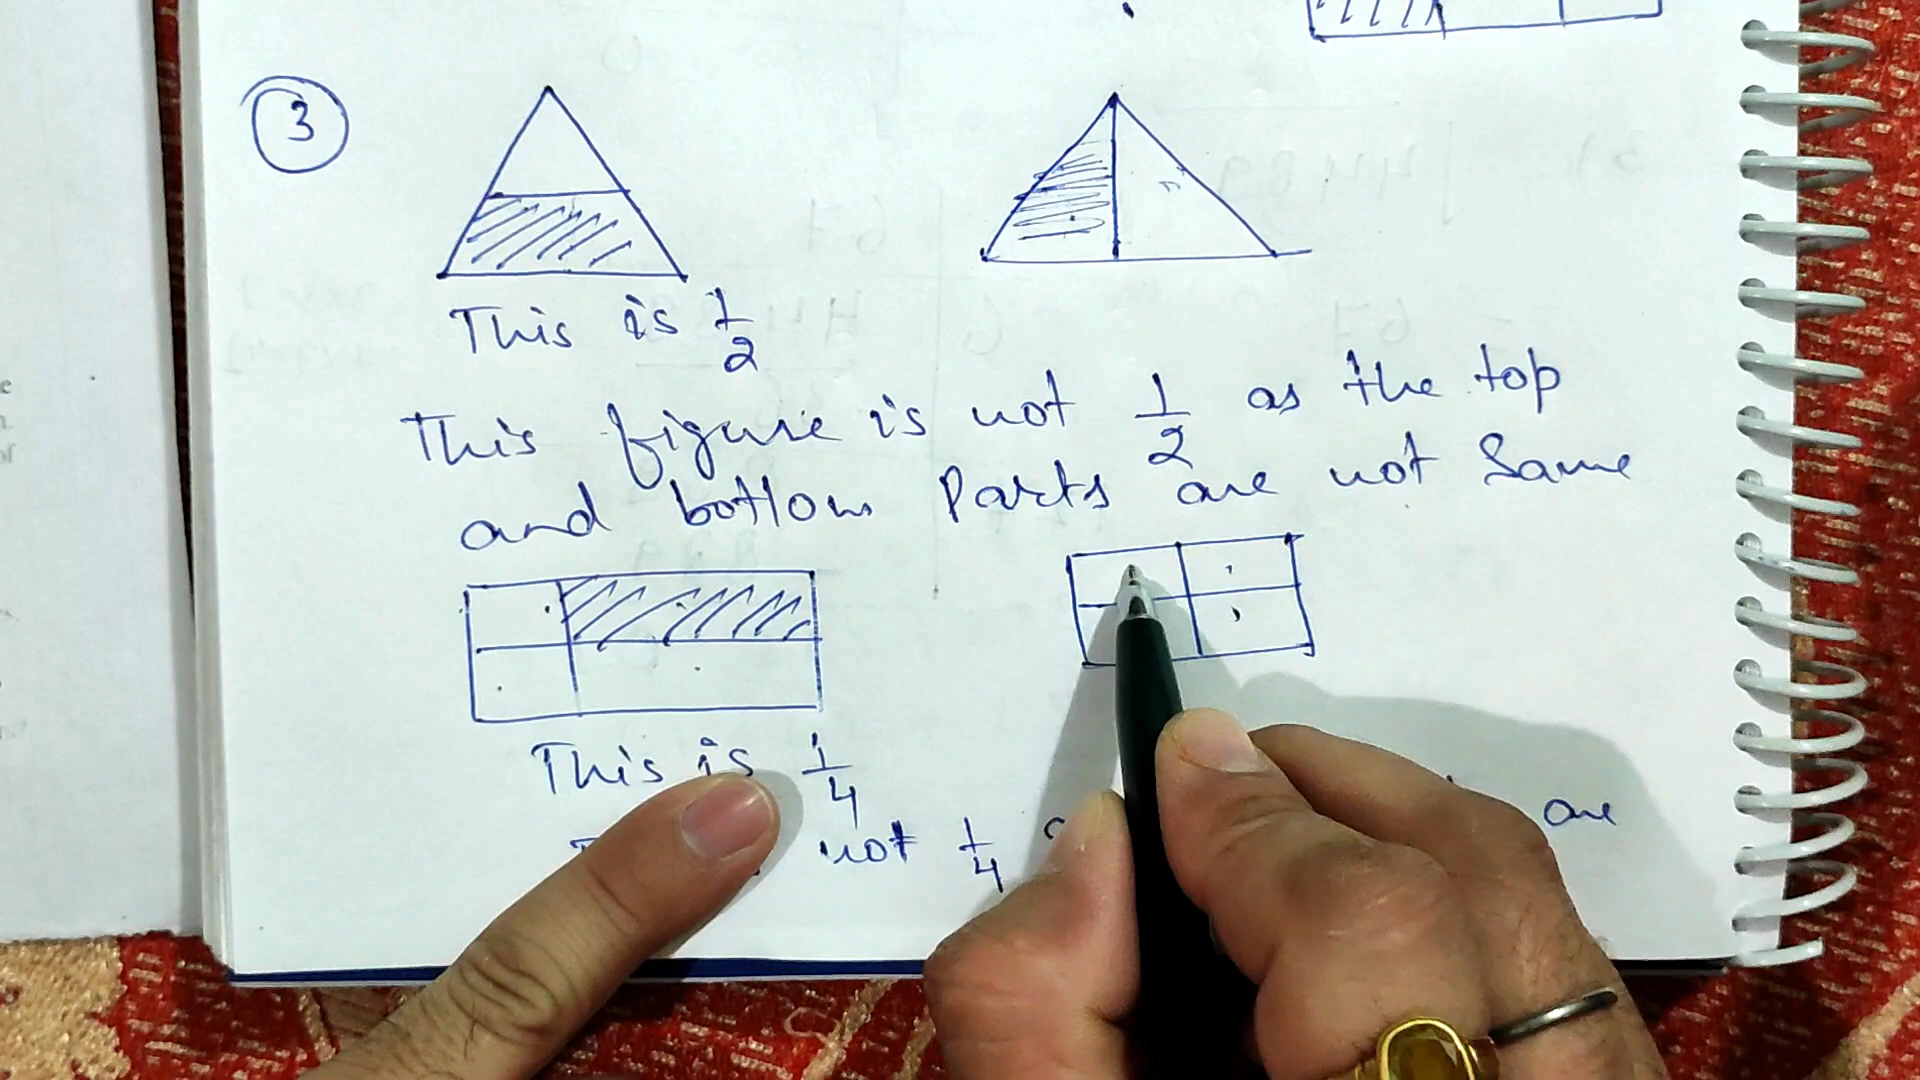 3
This is 1/2
This figure is not 1/2 as the top
and bottom parts are not same
This is 1/4
not 1/4 are